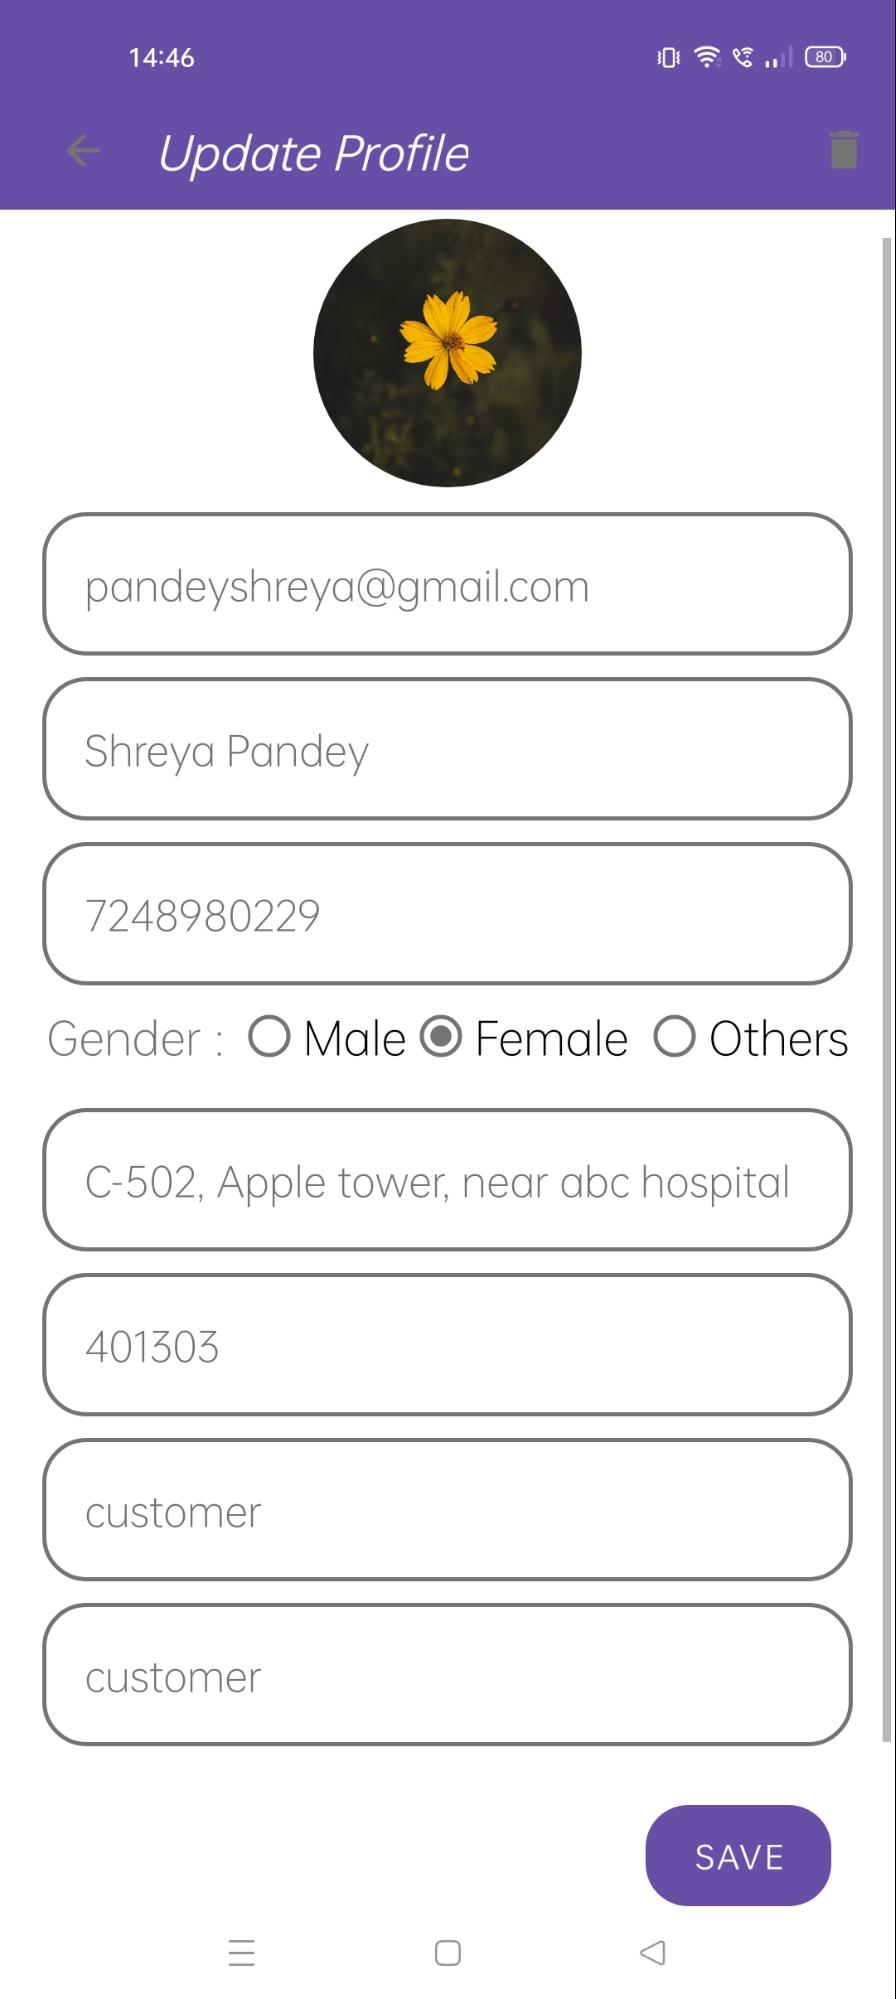 14:46
80
Update Profile
pandeyshreya@gmail.com
Shreya Pandey
7248980229
Gender : Male Female Others
C-502, Apple tower, near abc hospital
401303
customer
customer
SAVE